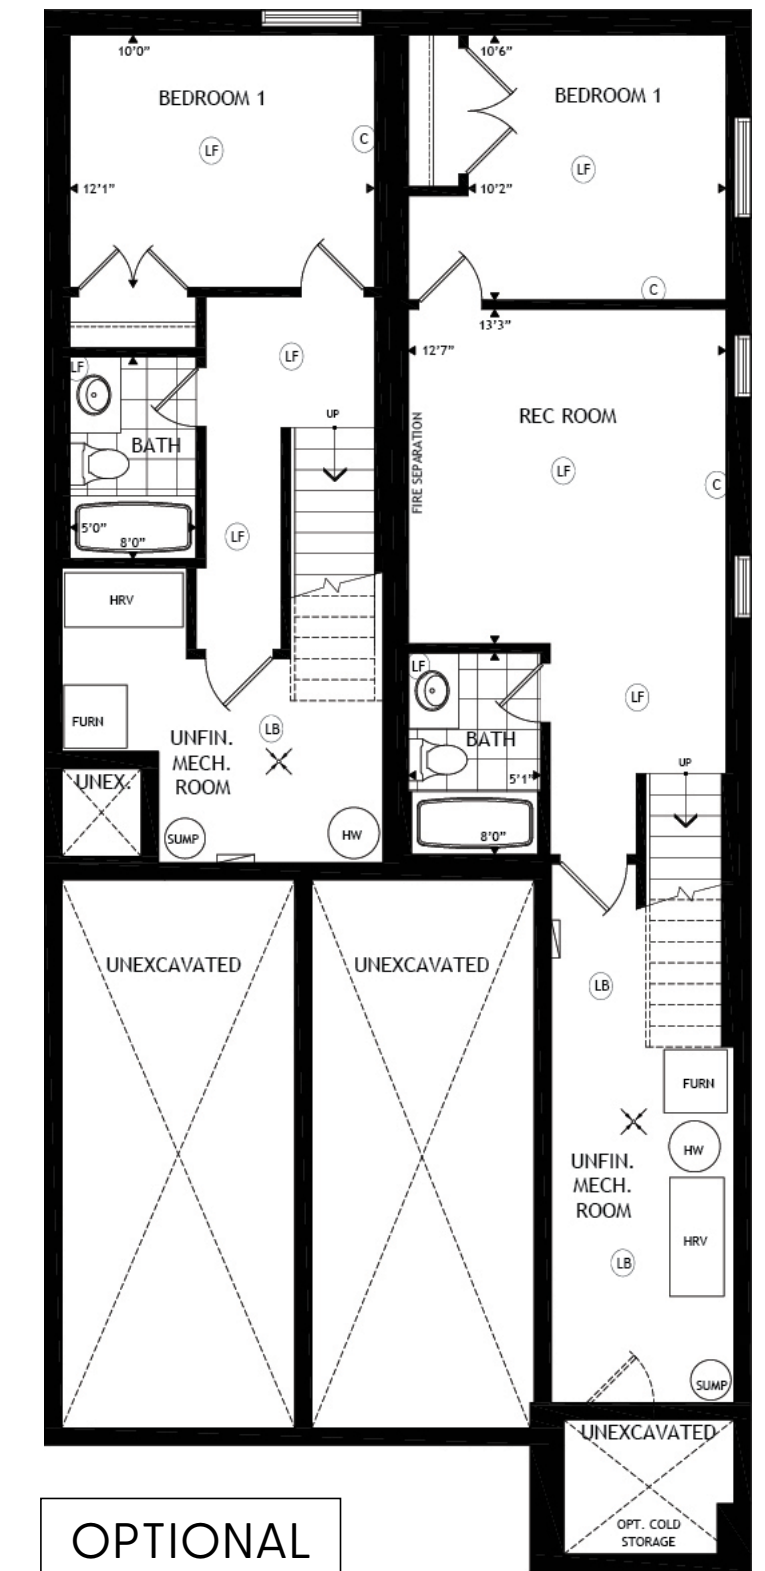 10'0"
BEDROOM 1
LF
C
12'1"
10'6"
BEDROOM 1
LF
10'2"
C
LF
13'3"
12'7"
LF
UP
FIRE SEPARATION
REC ROOM
LF
C
BATH
5'0"
8'0"
LF
HRV
LF
BATH
5'1"
8'0"
LF
FURN
UNFIN.
MECH.
ROOM
LB
UNEX.
SUMP
HW
UP
UNEXCAVATED
UNEXCAVATED
LB
FURN
HW
UNFIN.
MECH.
ROOM
HRV
LB
SUMP
UNEXCAVATED
OPT. COLD
STORAGE
OPTIONAL